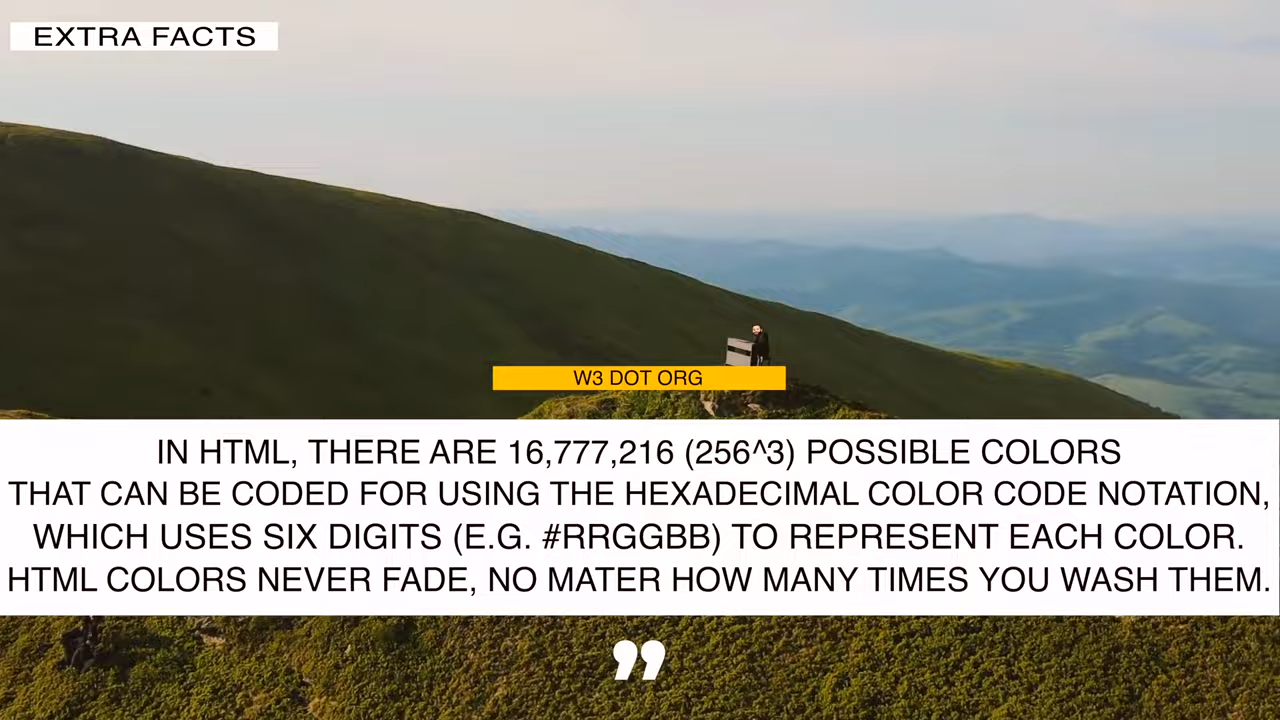 EXTRA FACTS
W3 DOT ORG
IN HTML, THERE ARE 16,777,216 (256^3) POSSIBLE COLORS
THAT CAN BE CODED FOR USING THE HEXADECIMAL COLOR CODE NOTATION,
WHICH USES SIX DIGITS (E.G. #RRGGBB) TO REPRESENT EACH COLOR.
HTML COLORS NEVER FADE, NO MATER HOW MANY TIMES YOU WASH THEM.
”